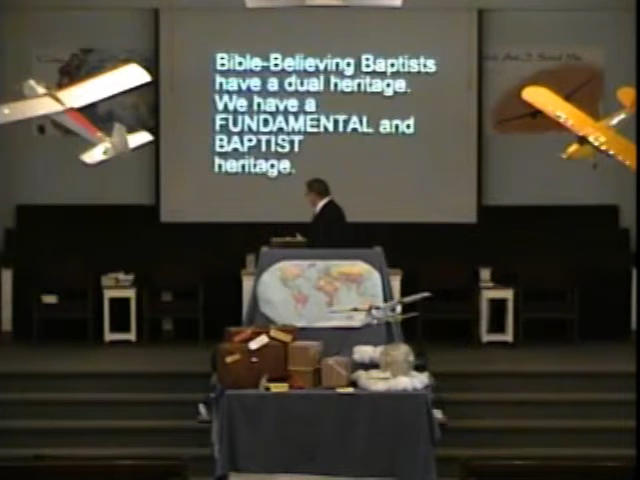 Bible-Believing Baptists
have a dual heritage.
We have a
FUNDAMENTAL and
BAPTIST
heritage.